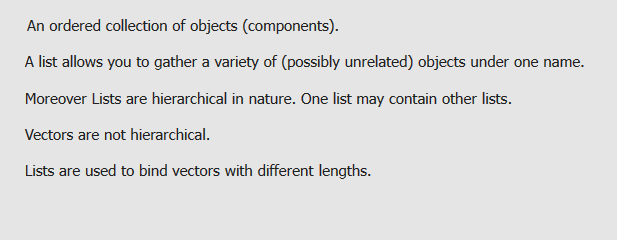 An ordered collection of objects (components).
A list allows you to gather a variety of (possibly unrelated) objects under one name.
Moreover Lists are hierarchical in nature. One list may contain other lists.
Vectors are not hierarchical.
Lists are used to bind vectors with different lengths.